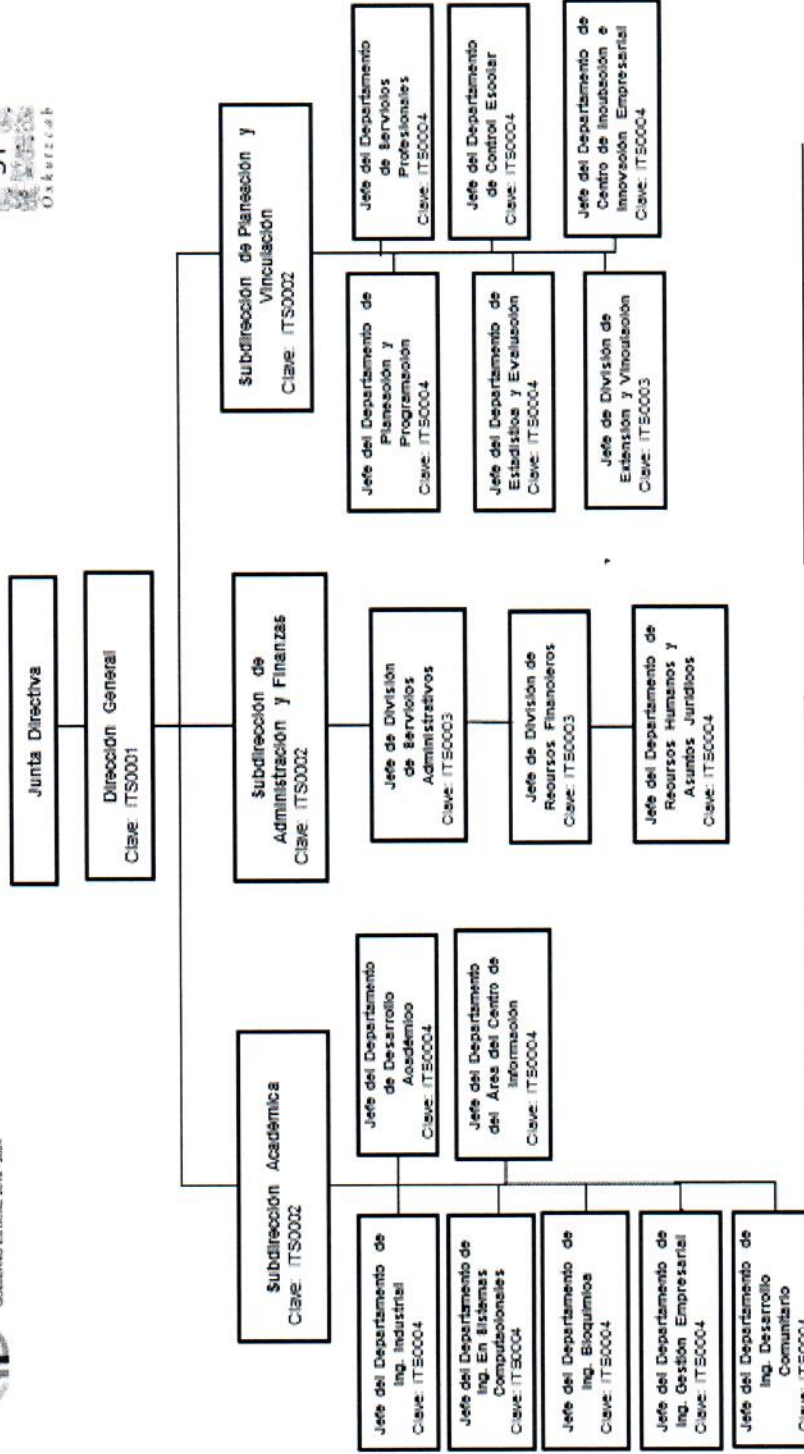 Oxkutzcab
Junta Directiva
Dirección General
Clave: ITS0001
Subdirección Académica
Clave: ITS0002
Subdirección de
Administración y Finanzas
Clave: ITS0002
Subdirección de Planeación y
Vinculación
Clave: ITS0002
Jefe del Departamento de
Ing. Industrial
Clave: ITS0004
Jefe del Departamento de
Ing. En Sistemas
Computacionales
Clave: ITS0004
Jefe del Departamento de
Ing. Bioquímica
Clave: ITS0004
Jefe del Departamento de
Ing. Gestión Empresarial
Clave: ITS0004
Jefe del Departamento de
Ing. Desarrollo
Comunitario
Clave: ITS0004
Jefe del Departamento
de Desarrollo
Académico
Clave: ITS0004
Jefe del Departamento
del Área del Centro de
Información
Clave: ITS0004
Jefe de División
de Servicios
Administrativos
Clave: ITS0003
Jefe de División de
Recursos Financieros
Clave: ITS0003
Jefe del Departamento de
Recursos Humanos y
Asuntos Jurídicos
Clave: ITS0004
Jefe del Departamento de
Planeación y
Programación
Clave: ITS0004
Jefe del Departamento de
Estadística y Evaluación
Clave: ITS0004
Jefe de División de
Extensión y Vinculación
Clave: ITS0003
Jefe del Departamento
de Servicios
Profesionales
Clave: ITS0004
Jefe del Departamento
de Control Escolar
Clave: ITS0004
Jefe del Departamento de
Centro de Incubación e
Innovación Empresarial
Clave: ITS0004